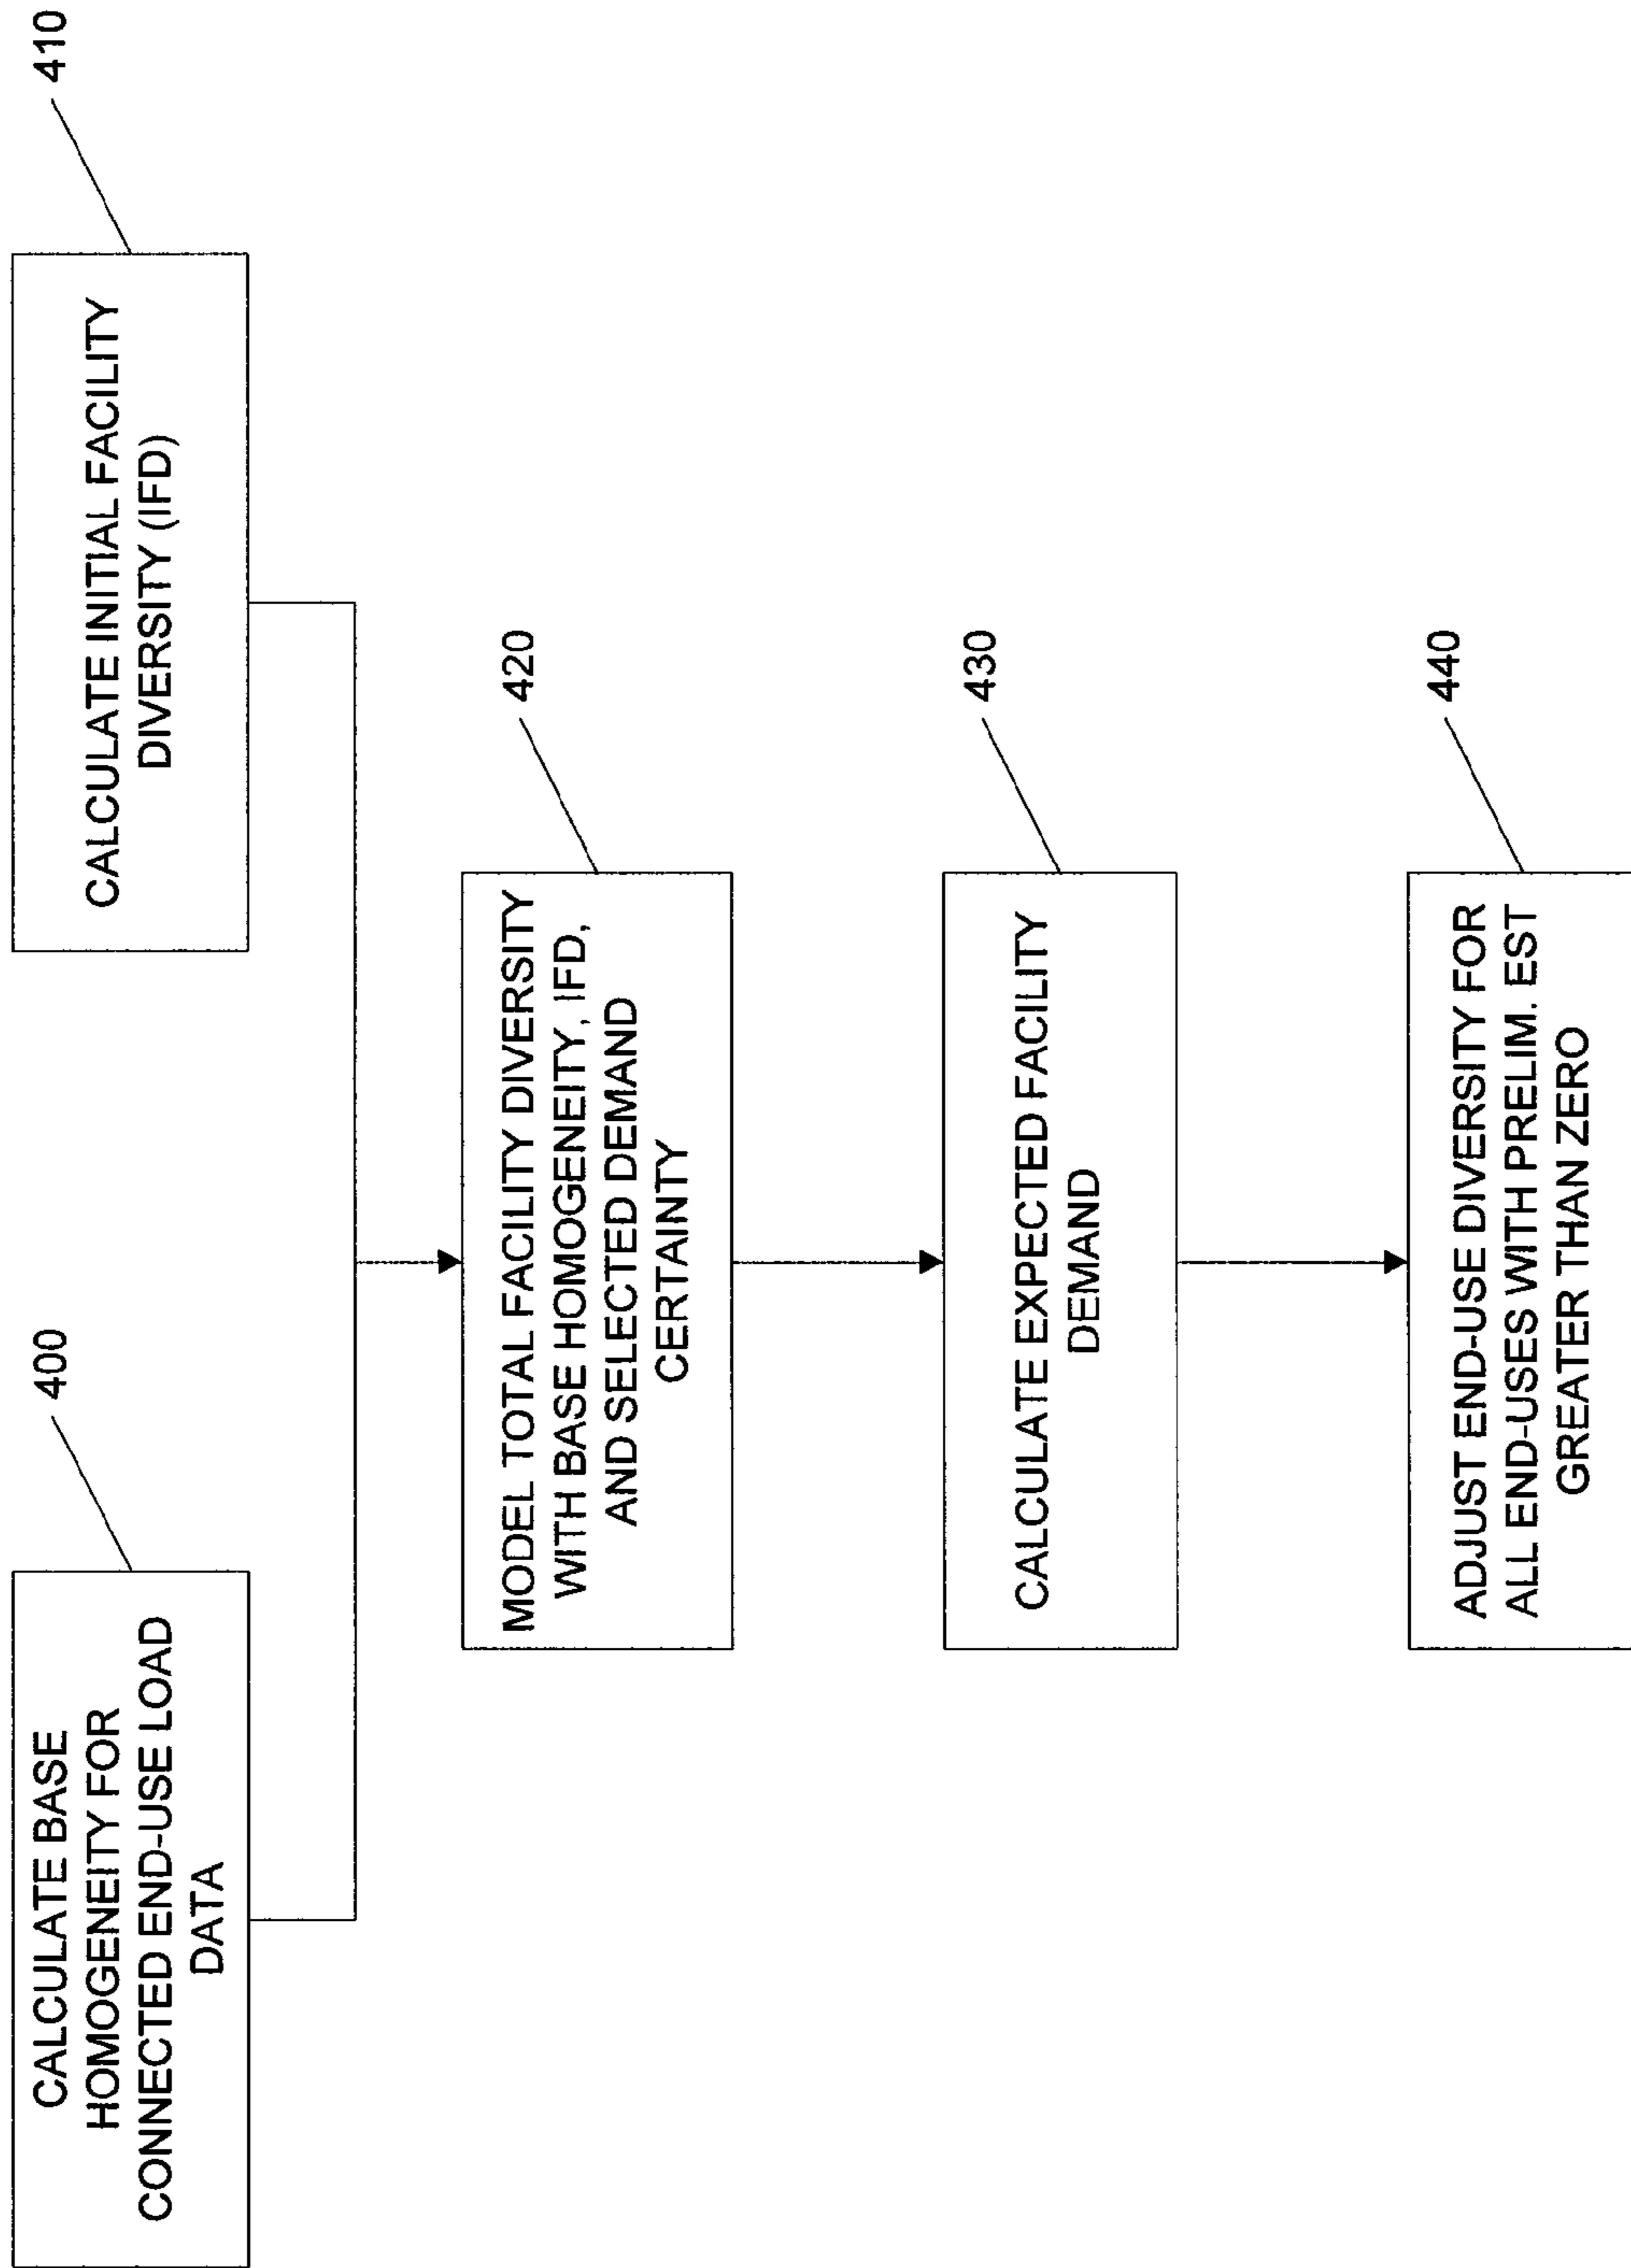 CALCULATE BASE
HOMOGENEITY FOR
CONNECTED END-USE LOAD
DATA
400
CALCULATE INITIAL FACILITY
DIVERSITY (IFD)
410
MODEL TOTAL FACILITY DIVERSITY
WITH BASE HOMOGENEITY, IFD,
AND SELECTED DEMAND
CERTAINTY
420
CALCULATE EXPECTED FACILITY
DEMAND
430
ADJUST END-USE DIVERSITY FOR
ALL END-USES WITH PRELIM. EST
GREATER THAN ZERO
440